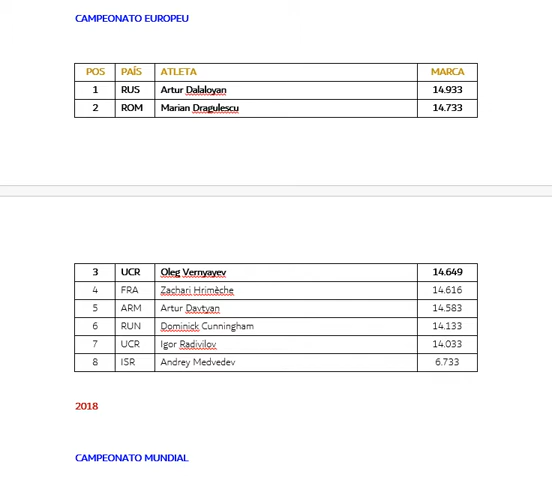 CAMPEONATO EUROPEU
POS PAÍS ATLETA MARCA
1 RUS Artur Dalaloyan 14.933
2 ROM Marian Dragulescu 14.733
3 UCR Oleg Vernyayev 14.649
4 FRA Zachari Hrimèche 14.616
5 ARM Artur Davtyan 14.583
6 RUN Dominick Cunningham 14.133
7 UCR Igor Radivilov 14.033
8 ISR Andrey Medvedev 6.733
2018
CAMPEONATO MUNDIAL